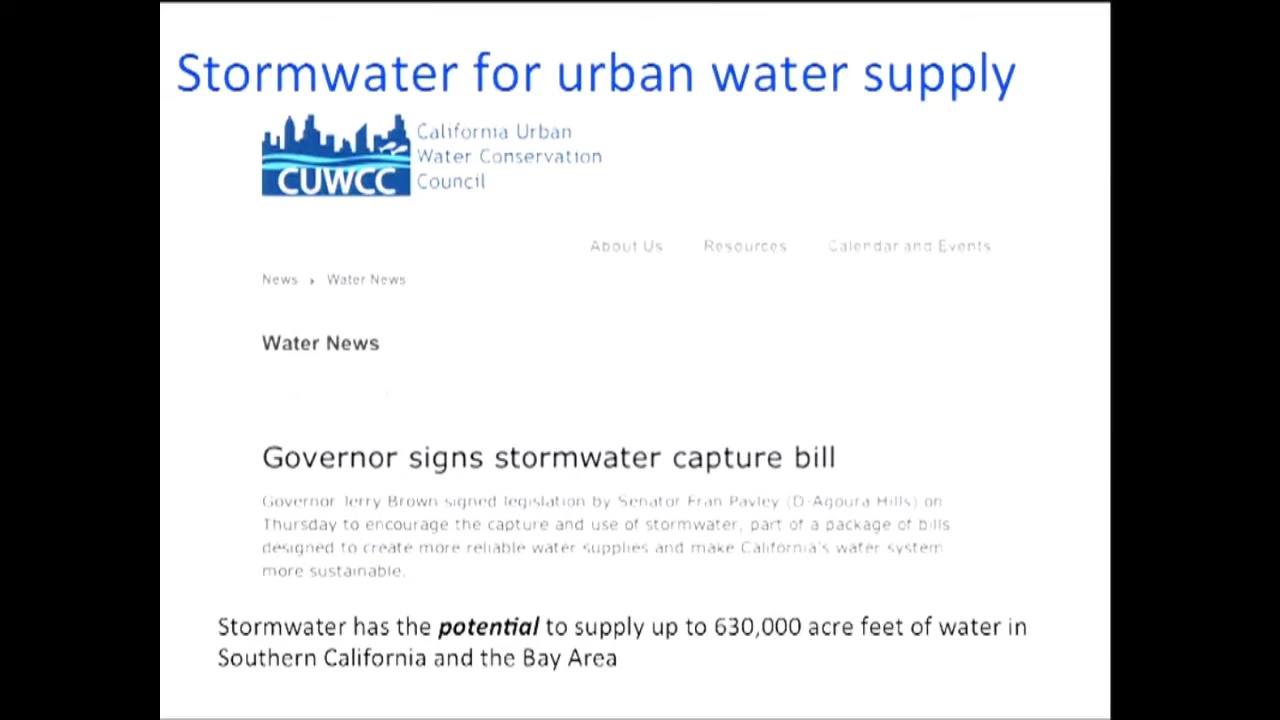 Stormwater for urban water supply
California Urban
Water Conservation
CUWCC
Council
About Us Resources Calendar and Events
News › Water News
Water News
Governor signs stormwater capture bill
Governor Jerry Brown signed legislation by Senator Fran Pavley (D-Agoura Hills) on
Thursday to encourage the capture and use of stormwater, part of a package of bills
designed to create more reliable water supplies and make California's water system
more sustainable.
Stormwater has the potential to supply up to 630,000 acre feet of water in
Southern California and the Bay Area